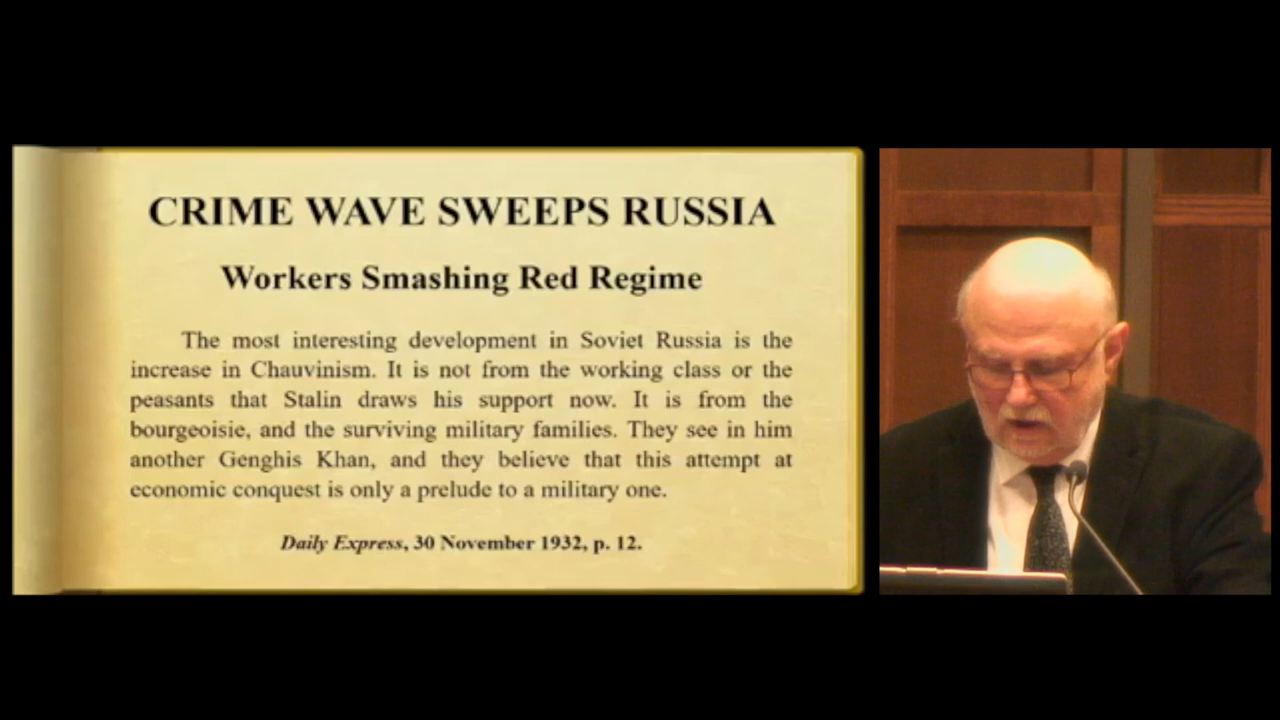 CRIME WAVE SWEEPS RUSSIA
Workers Smashing Red Regime
The most interesting development in Soviet Russia is the
increase in Chauvinism. It is not from the working class or the
peasants that Stalin draws his support now. It is from the
bourgeoisie, and the surviving military families. They see in him
another Genghis Khan, and they believe that this attempt at
economic conquest is only a prelude to a military one.
Daily Express, 30 November 1932, p. 12.